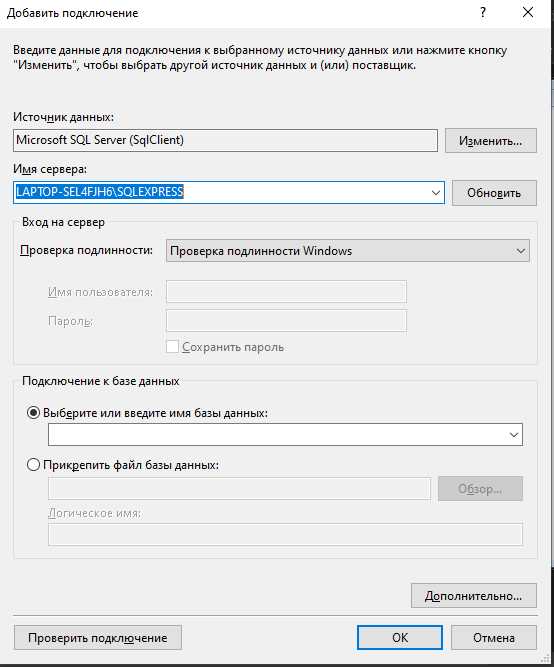 Добавить подключение
?
Введите данные для подключения к выбранному источнику данных или нажмите кнопку
"Изменить", чтобы выбрать другой источник данных и (или) поставщик.
Источник данных:
Microsoft SQL Server (SqlClient)
Изменить...
Имя сервера:
LAPTOP-SEL4FJH6\SQLEXPRESS
Обновить
Вход на сервер
Проверка подлинности:
Проверка подлинности Windows
Имя пользователя:
Пароль:
Сохранить пароль
Подключение к базе данных
Выберите или введите имя базы данных:
Прикрепить файл базы данных:
Обзор...
Логическое имя:
Дополнительно...
Проверить подключение
ОК
Отмена